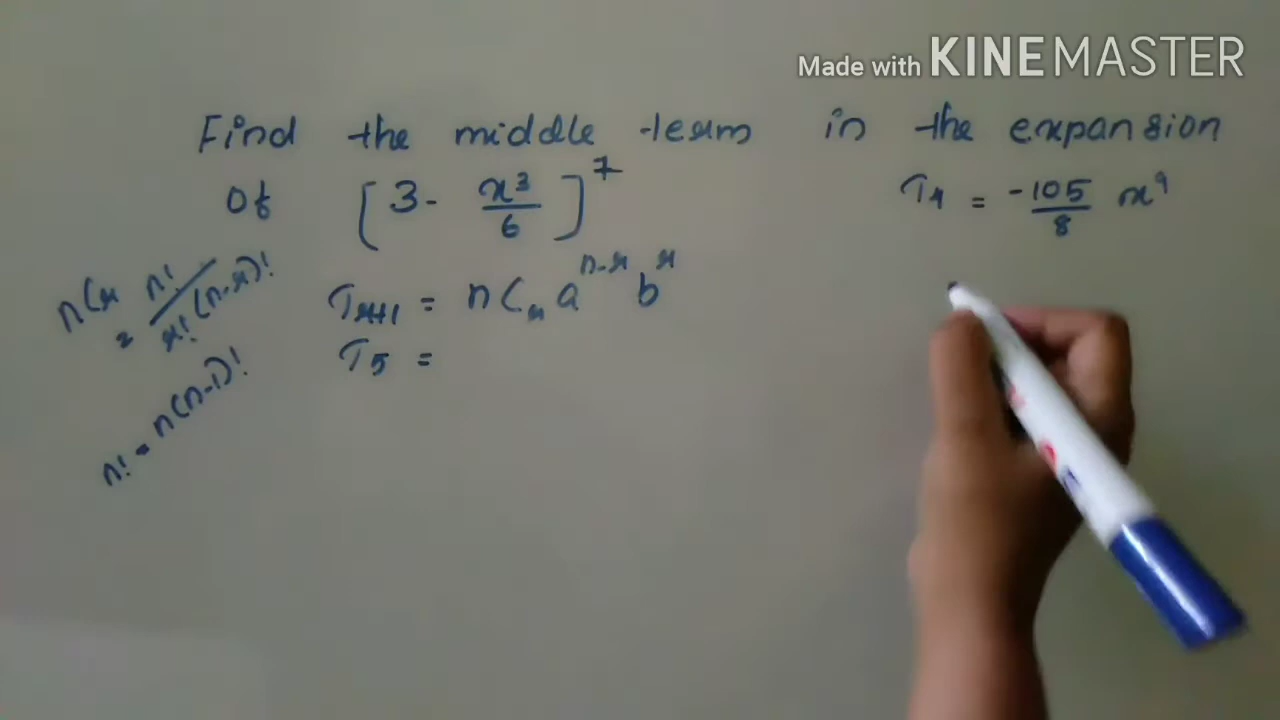 Made with KINEMASTER
Find the middle term in the expansion
of [3 - x³/6]⁷
T₄ = -105/8 x⁹
nCr = n!/r!(n-r)!
Tr+1 = nCr a^n-r b^r
T₅ =
n! = n(n-1)!